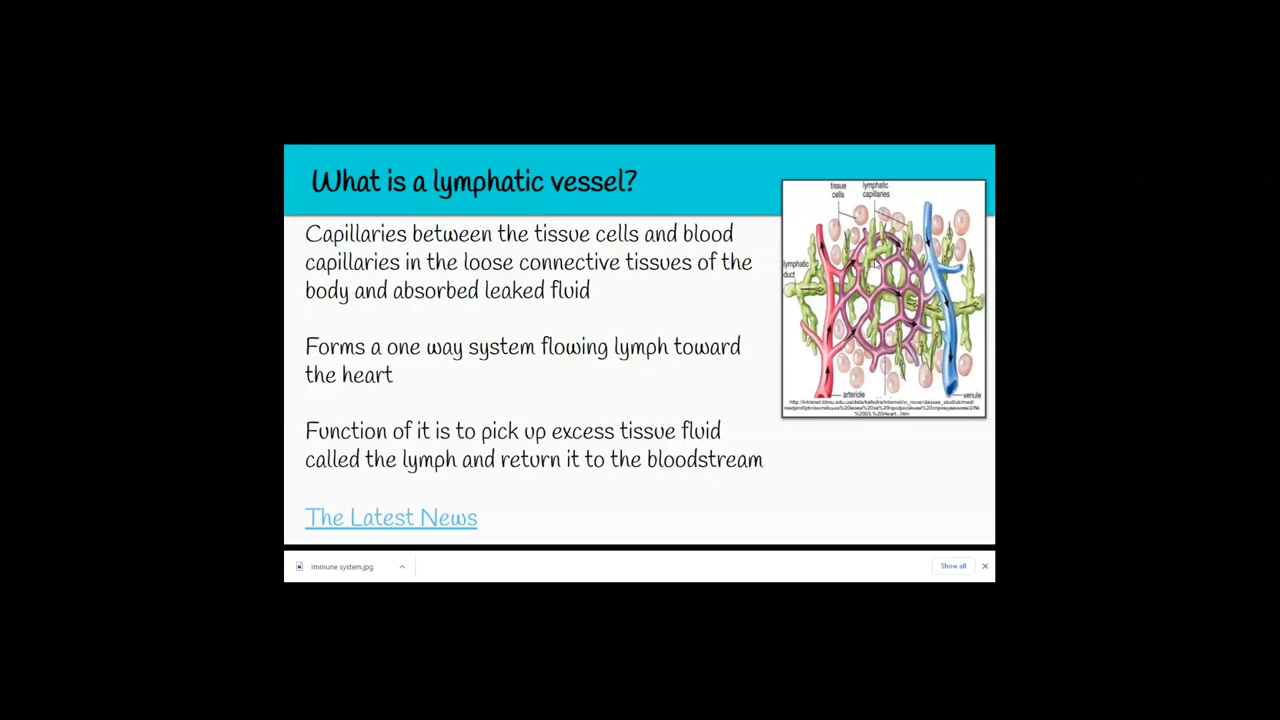 What is a lymphatic vessel?
Capillaries between the tissue cells and blood
capillaries in the loose connective tissues of the
body and absorbed leaked fluid
Forms a one way system flowing lymph toward
the heart
Function of it is to pick up excess tissue fluid
called the lymph and return it to the bloodstream
The Latest News
tissue
cells
lymphatic
capillaries
lymphatic
duct
arteriole
venule
immune system.jpg
Show all